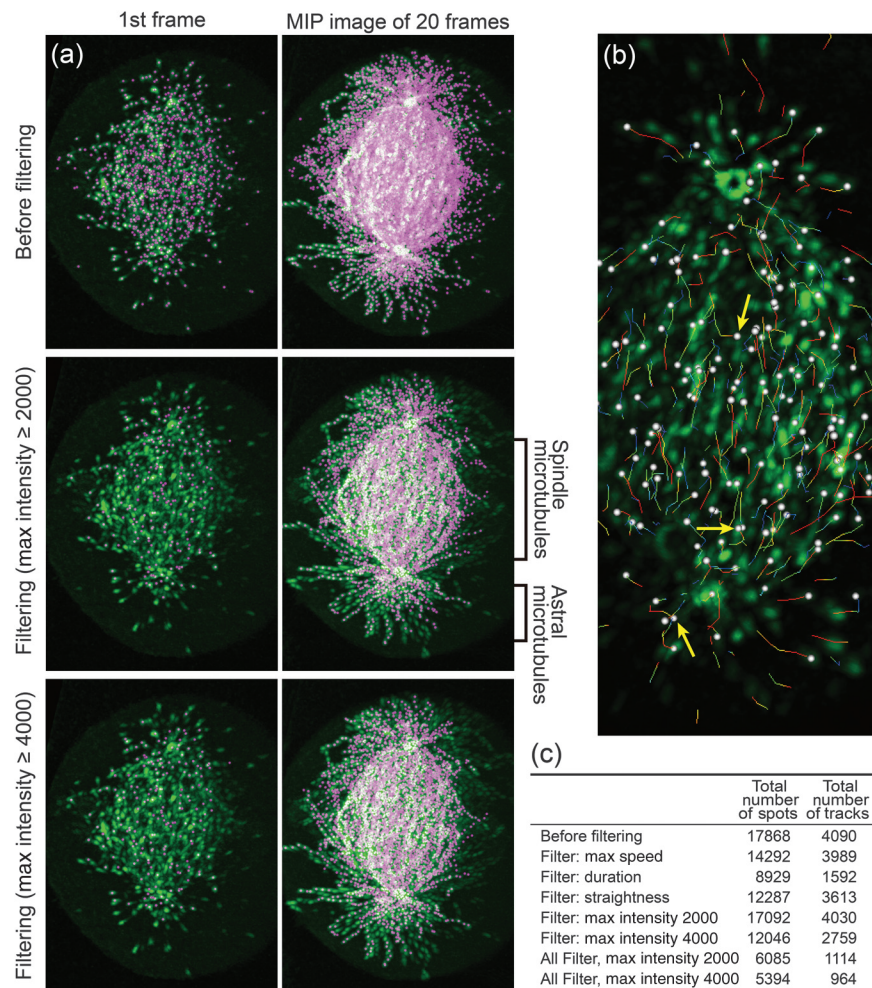 1st frame
MIP image of 20 frames
(a)
Before filtering
Filtering (max intensity ≥ 2000)
Filtering (max intensity ≥ 4000)
Spindle
microtubules
Astral
microtubules
(b)
(c)
Total number of spots Total number of tracks
Before filtering 17868 4090
Filter: max speed 14292 3989
Filter: duration 8929 1592
Filter: straightness 12287 3613
Filter: max intensity 2000 17092 4030
Filter: max intensity 4000 12046 2759
All Filter, max intensity 2000 6085 1114
All Filter, max intensity 4000 5394 964